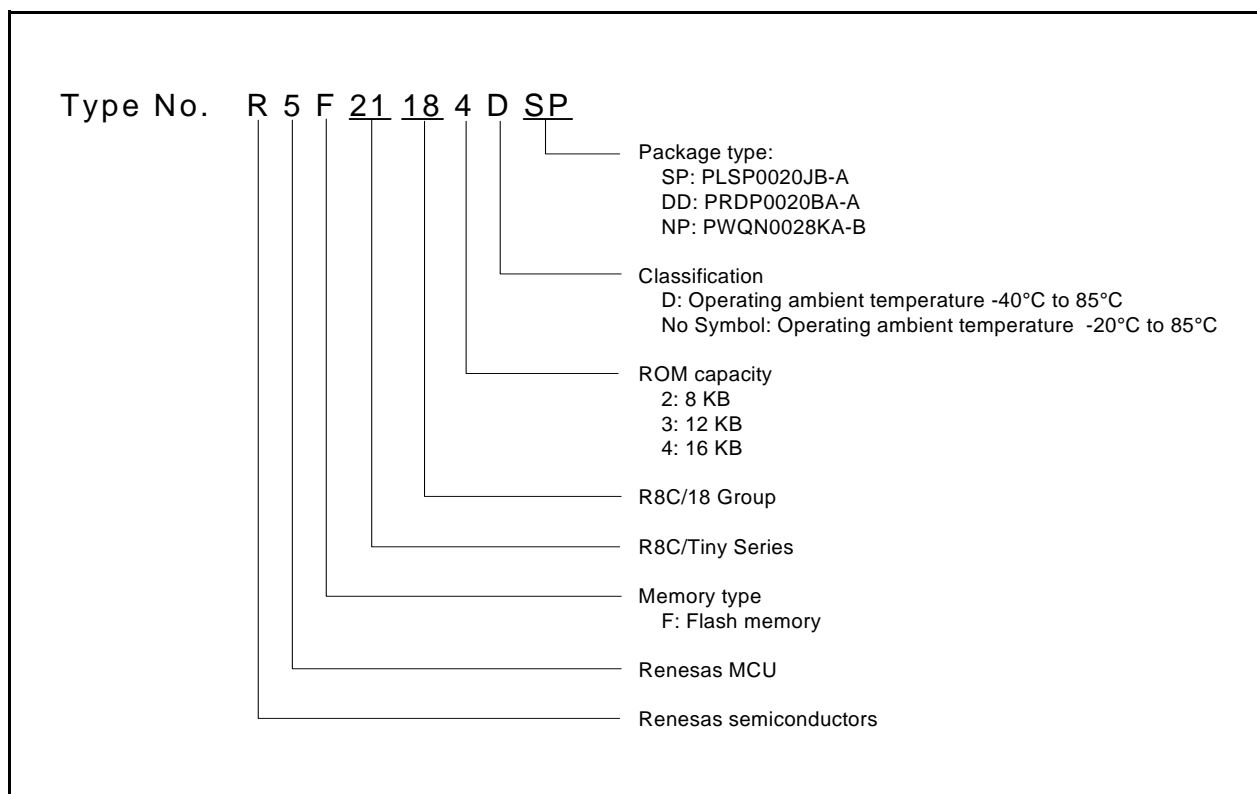 Type No. R 5 F 21 18 4 D SP
Package type:
SP: PLSP0020JB-A
DD: PRDP0020BA-A
NP: PWQN0028KA-B
Classification
D: Operating ambient temperature -40°C to 85°C
No Symbol: Operating ambient temperature -20°C to 85°C
ROM capacity
2: 8 KB
3: 12 KB
4: 16 KB
R8C/18 Group
R8C/Tiny Series
Memory type
F: Flash memory
Renesas MCU
Renesas semiconductors